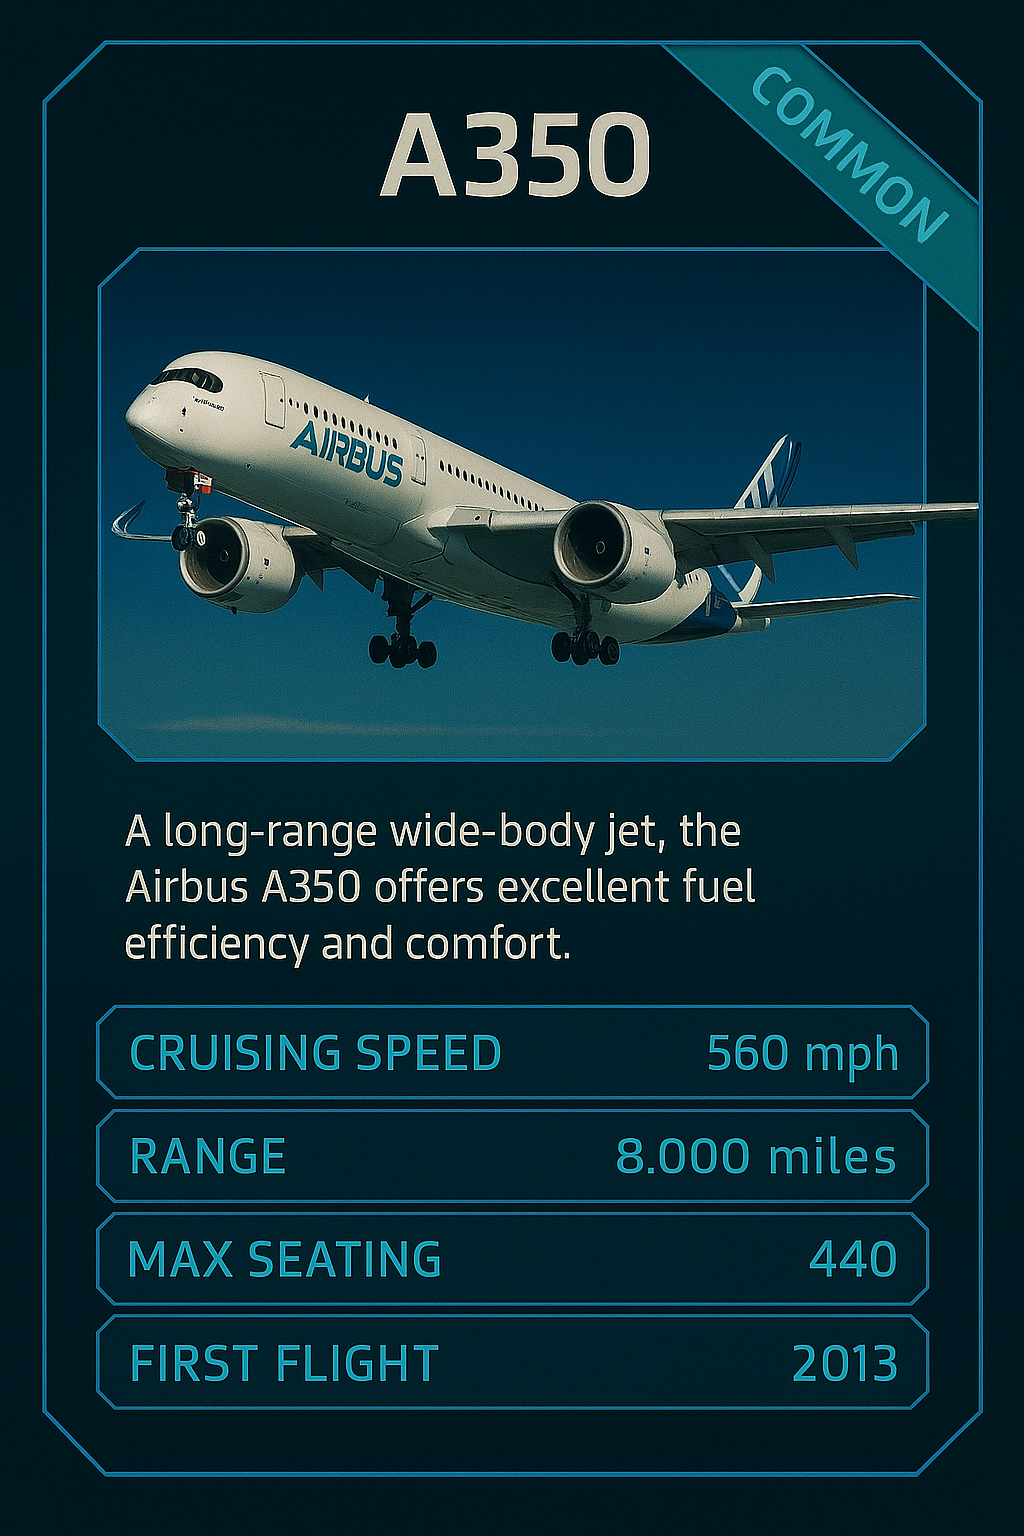 COMMON
A350
AIRBUS
A long-range wide-body jet, the
Airbus A350 offers excellent fuel
efficiency and comfort.
CRUISING SPEED 560 mph
RANGE 8.000 miles
MAX SEATING 440
FIRST FLIGHT 2013